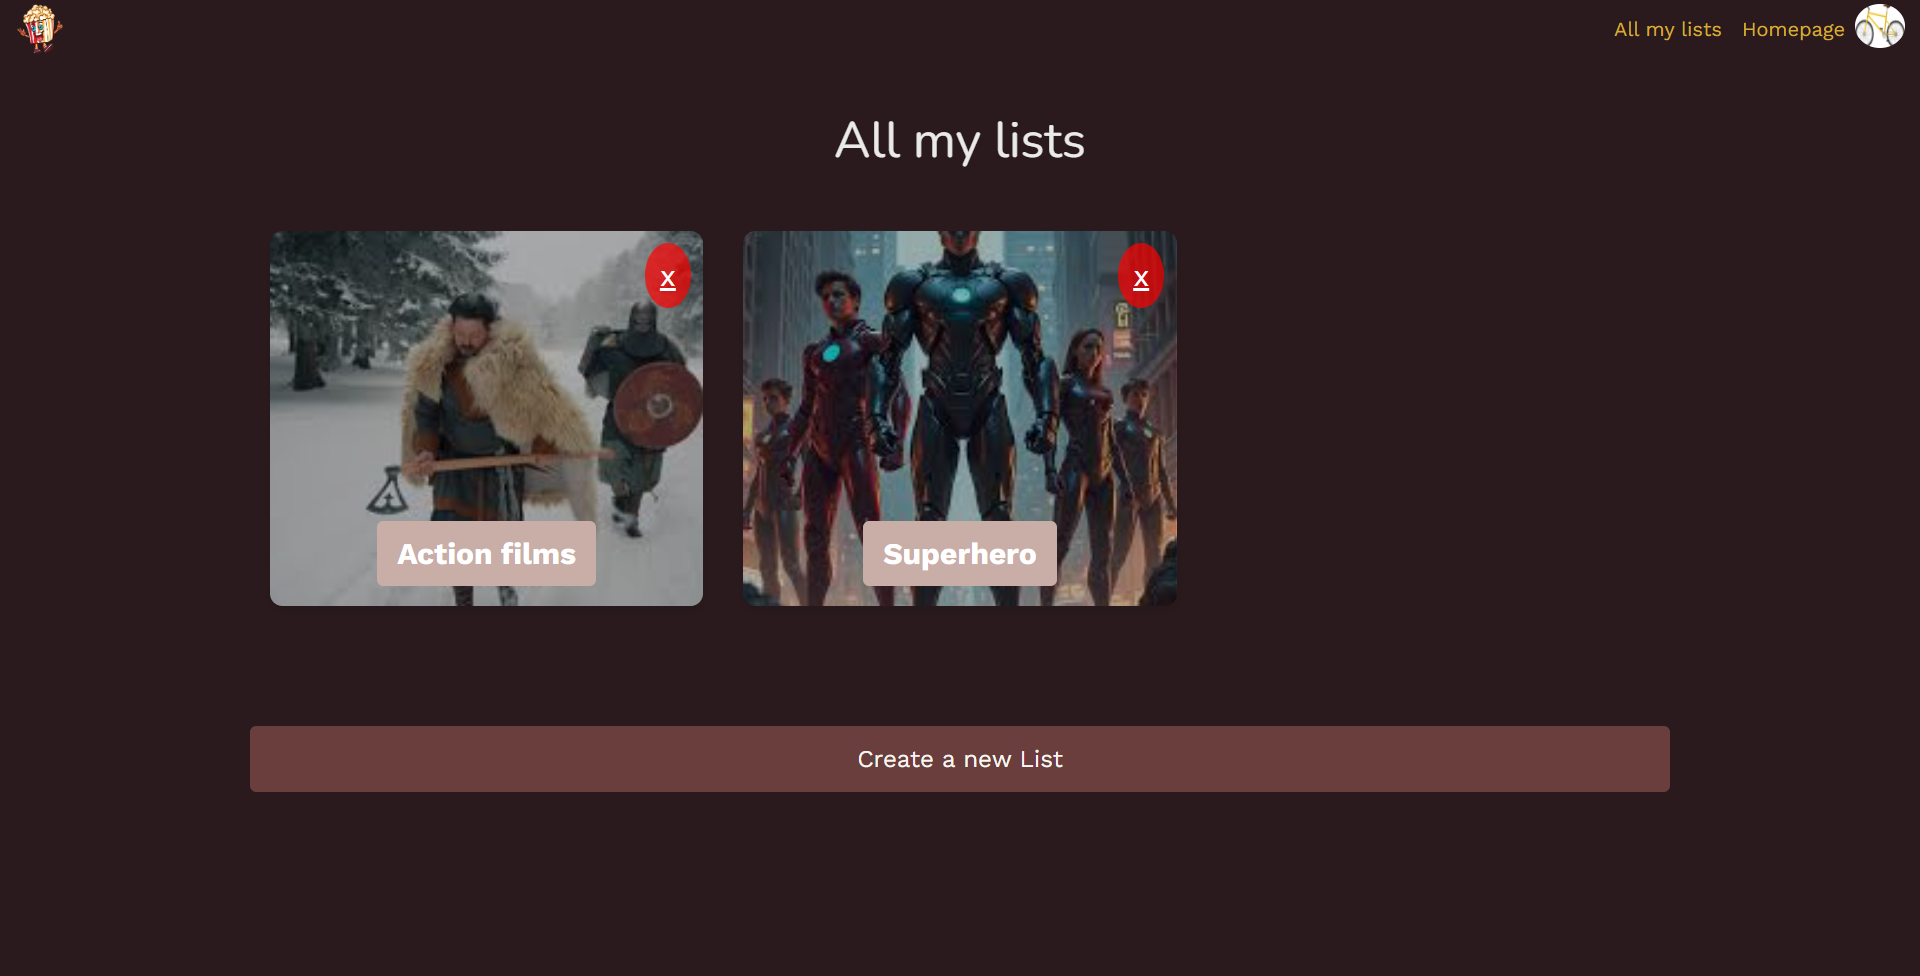 All my lists
Homepage
All my lists
x
x
Action films
Superhero
Create a new List